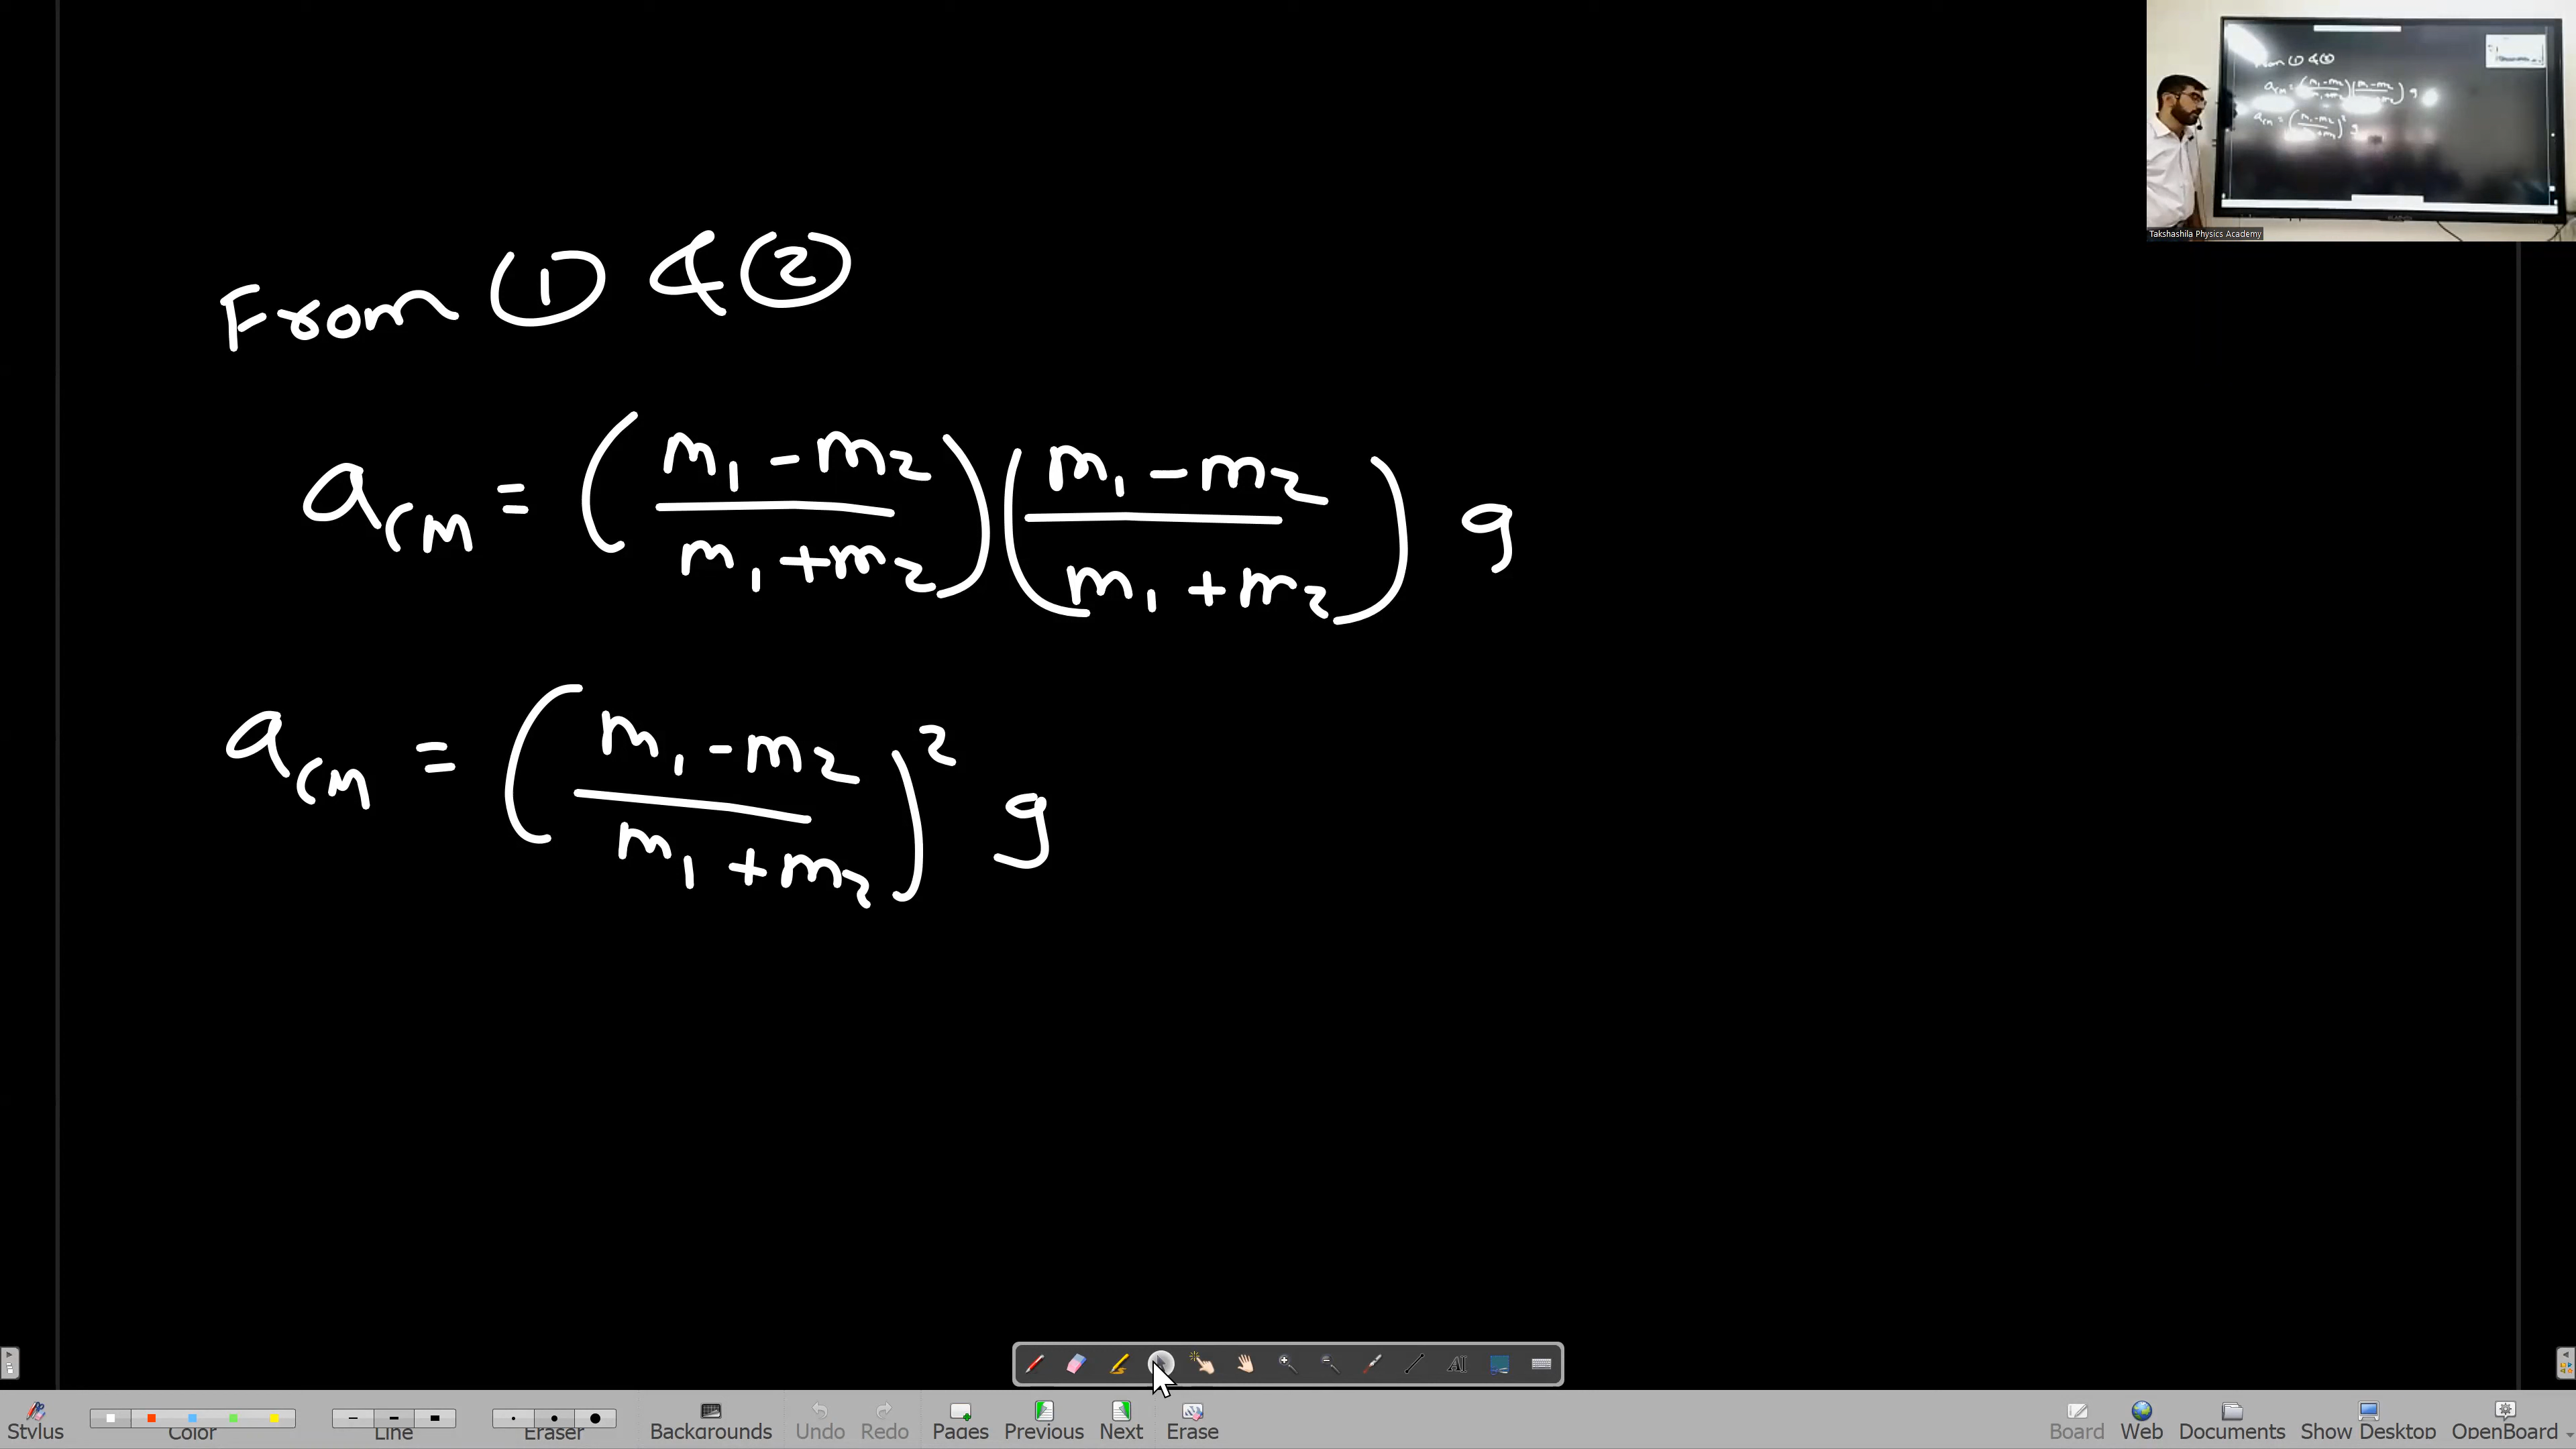 From ① & ②
a_CM = ( (m₁ - m₂) / (m₁ + m₂) ) ( (m₁ - m₂) / (m₁ + m₂) ) g
a_CM = ( (m₁ - m₂) / (m₁ + m₂) )² g
Takshashila Physics Academy
Stylus Color Line Eraser Backgrounds Undo Redo Pages Previous Next Erase Board Web Documents Show Desktop OpenBoard